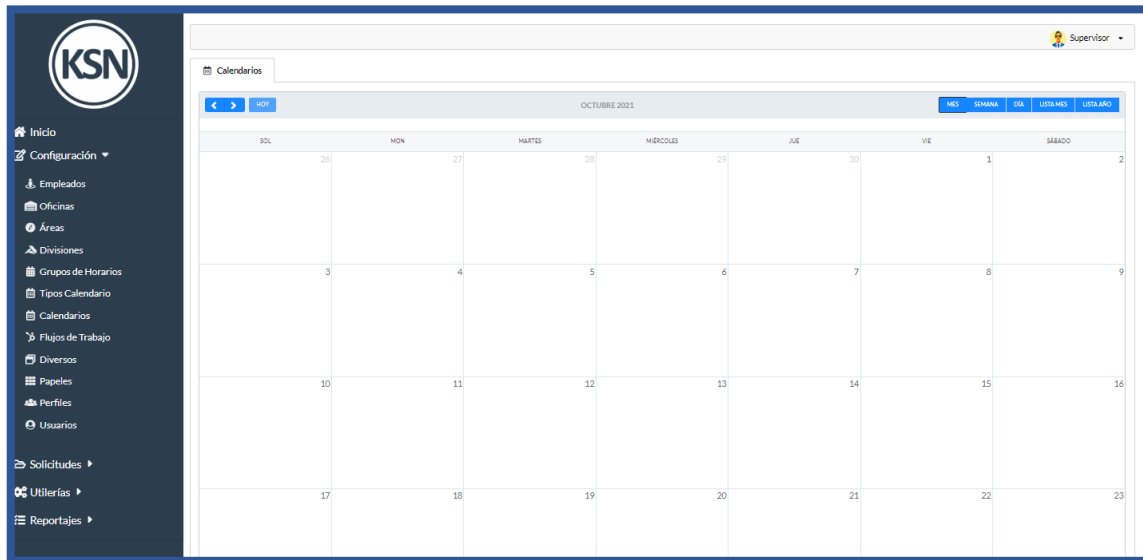 KSN
Supervisor
Calendarios
HOY
OCTUBRE 2021
MES SEMANA DÍA LISTA MES LISTA AÑO
Inicio
Configuración
Empleados
Oficinas
Áreas
Divisiones
Grupos de Horarios
Tipos Calendario
Calendarios
Flujos de Trabajo
Diversos
Papeles
Perfiles
Usuarios
Solicitudes
Utilerías
Reportajes
SOL MON MARTES MIÉRCOLES JUE VIE SÁBADO
26 27 28 29 30 1 2
3 4 5 6 7 8 9
10 11 12 13 14 15 16
17 18 19 20 21 22 23